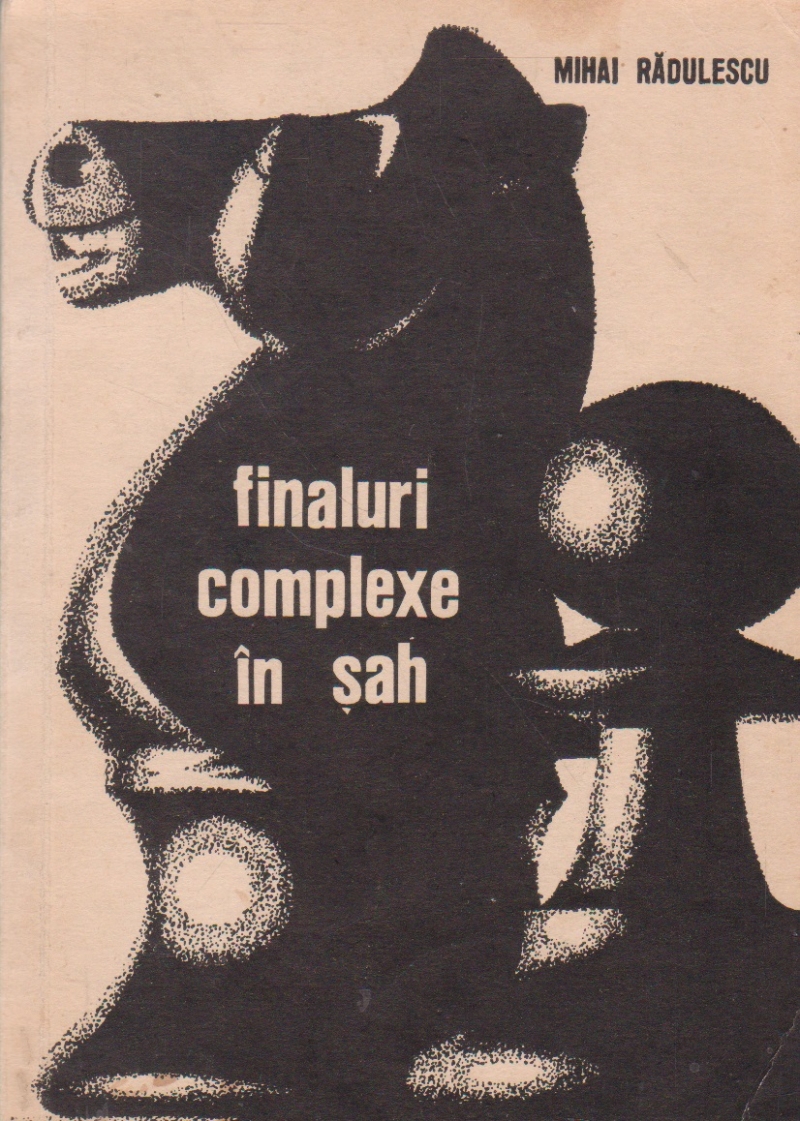 MIHAI RĂDULESCU
finaluri
complexe
în șah